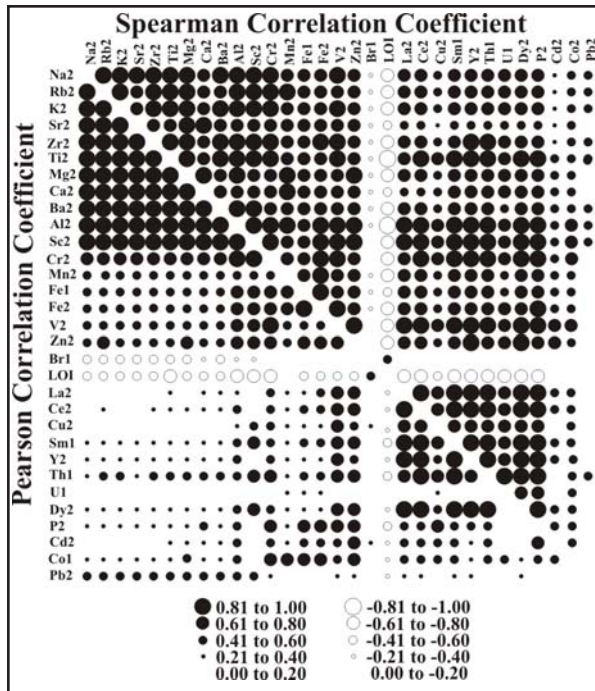 Spearman Correlation Coefficient
Na2 Rb2 K2 Sr2 Zr2 Ti2 Mg2 Ca2 Ba2 Al2 Sc2 Cr2 Mn2 Fe1 Fe2 V2 Zn2 Br1 LOI La2 Ce2 Cu2 Sm1 Y2 Th1 U1 Dy2 P2 Cd2 Co2 Pb2
Pearson Correlation Coefficient
Na2
Rb2
K2
Sr2
Zr2
Ti2
Mg2
Ca2
Ba2
Al2
Sc2
Cr2
Mn2
Fe1
Fe2
V2
Zn2
Br1
LOI
La2
Ce2
Cu2
Sm1
Y2
Th1
U1
Dy2
P2
Cd2
Co1
Pb2
0.81 to 1.00
0.61 to 0.80
0.41 to 0.60
0.21 to 0.40
0.00 to 0.20
-0.81 to -1.00
-0.61 to -0.80
-0.41 to -0.60
-0.21 to -0.40
0.00 to -0.20